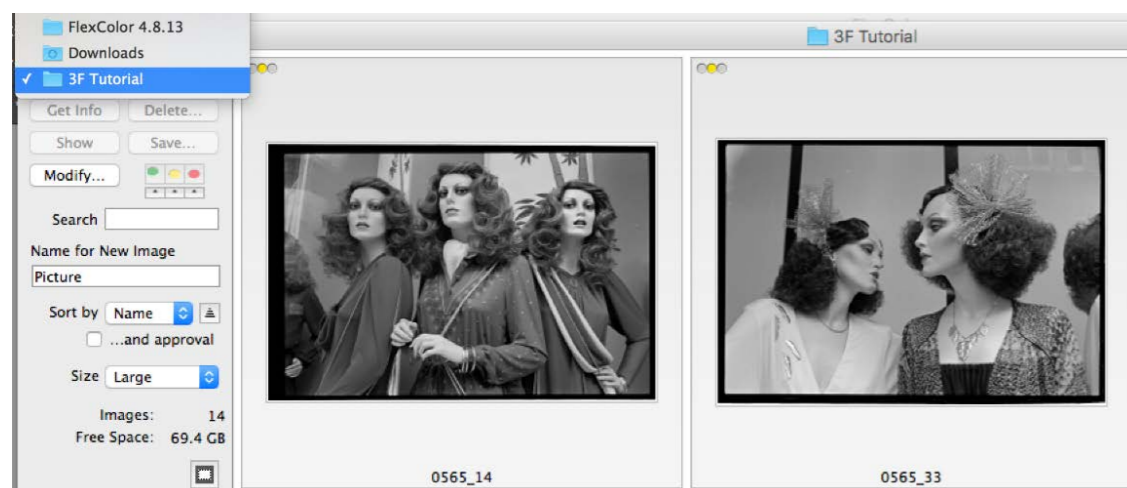 FlexColor 4.8.13
Downloads
✓ 3F Tutorial
3F Tutorial
Get Info Delete...
Show Save...
Modify...
Search
Name for New Image
Picture
Sort by Name
...and approval
Size Large
Images: 14
Free Space: 69.4 GB
0565_14
0565_33